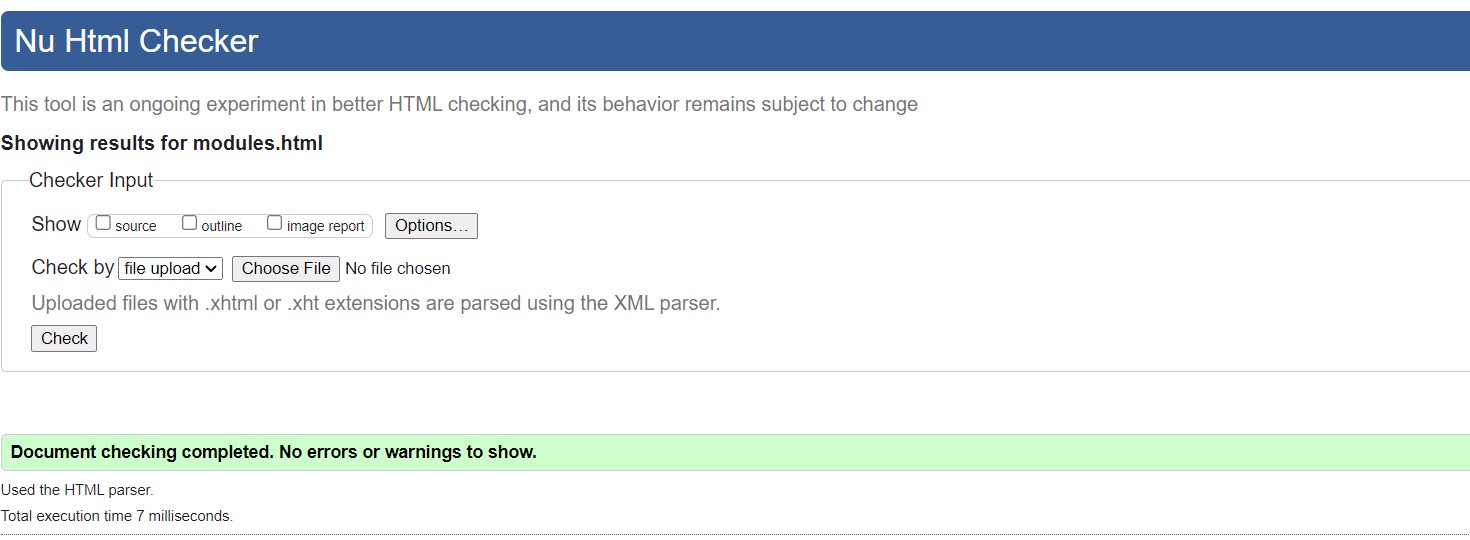 Nu Html Checker
This tool is an ongoing experiment in better HTML checking, and its behavior remains subject to change
Showing results for modules.html
Checker Input
Show source outline image report Options...
Check by file upload Choose File No file chosen
Uploaded files with .xhtml or .xht extensions are parsed using the XML parser.
Check
Document checking completed. No errors or warnings to show.
Used the HTML parser.
Total execution time 7 milliseconds.